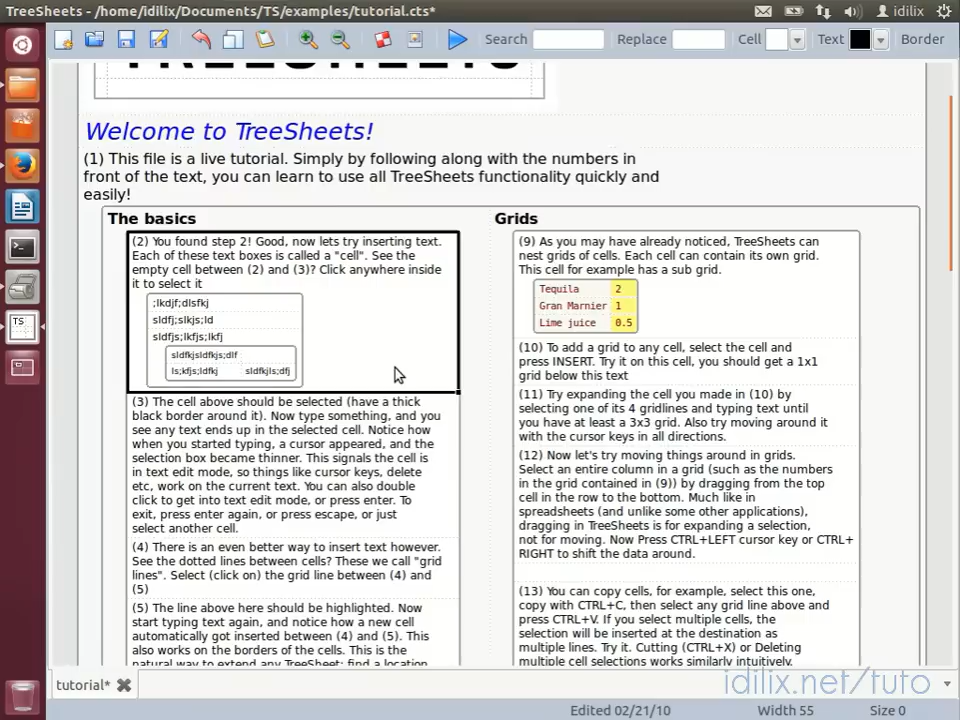 TreeSheets - /home/idilix/Documents/TS/examples/tutorial.cts*
idilix
Search
Replace
Cell
Text
Border
TREESHEETS
Welcome to TreeSheets!
(1) This file is a live tutorial. Simply by following along with the numbers in
front of the text, you can learn to use all TreeSheets functionality quickly and
easily!
The basics
(2) You found step 2! Good, now lets try inserting text.
Each of these text boxes is called a "cell". See the
empty cell between (2) and (3)? Click anywhere inside
it to select it
;lkdjf;dlsfkj
sldfj;slkjs;ld
sldfjs;lkfjs;lkfj
sldfkjsldfkjs;dlf
ls;kfjs;ldfkj sldfkjls;dfj
(3) The cell above should be selected (have a thick
black border around it). Now type something, and you
see any text ends up in the selected cell. Notice how
when you started typing, a cursor appeared, and the
selection box became thinner. This signals the cell is
in text edit mode, so things like cursor keys, delete
etc, work on the current text. You can also double
click to get into text edit mode, or press enter. To
exit, press enter again, or press escape, or just
select another cell.
(4) There is an even better way to insert text however.
See the dotted lines between cells? These we call "grid
lines". Select (click on) the grid line between (4) and
(5)
(5) The line above here should be highlighted. Now
start typing text again, and notice how a new cell
automatically got inserted between (4) and (5). This
also works on the borders of the cells. This is the
natural way to extend any TreeSheet: find a location
Grids
(9) As you may have already noticed, TreeSheets can
nest grids of cells. Each cell can contain its own grid.
This cell for example has a sub grid.
Tequila 2
Gran Marnier 1
Lime juice 0.5
(10) To add a grid to any cell, select the cell and
press INSERT. Try it on this cell, you should get a 1x1
grid below this text
(11) Try expanding the cell you made in (10) by
selecting one of its 4 gridlines and typing text until
you have at least a 3x3 grid. Also try moving around it
with the cursor keys in all directions.
(12) Now let's try moving things around in grids.
Select an entire column in a grid (such as the numbers
in the grid contained in (9)) by dragging from the top
cell in the row to the bottom. Much like in
spreadsheets (and unlike some other applications),
dragging in TreeSheets is for expanding a selection,
not for moving. Now Press CTRL+LEFT cursor key or CTRL+
RIGHT to shift the data around.
(13) You can copy cells, for example, select this one,
copy with CTRL+C, then select any grid line above and
press CTRL+V. If you select multiple cells, the
selection will be inserted at the destination as
multiple lines. Try it. Cutting (CTRL+X) or Deleting
multiple cell selections works similarly intuitively.
tutorial*
idilix.net/tuto
Edited 02/21/10
Width 55
Size 0
TS